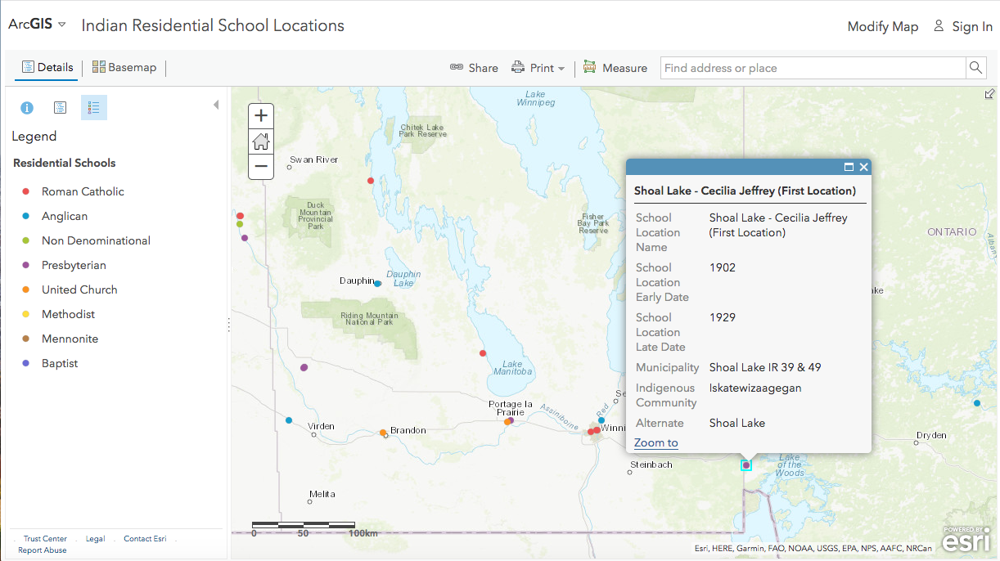 ArcGIS
Indian Residential School Locations
Modify Map
Sign In
Details
Basemap
Share
Print
Measure
Find address or place
Legend
Residential Schools
Roman Catholic
Anglican
Non Denominational
Presbyterian
United Church
Methodist
Mennonite
Baptist
Trust Center
Legal
Contact Esri
Report Abuse
Lake
Winnipeg
Chitek Lake
Park Reserve
Swan River
Duck
Mountain
Provincial
Park
Fisher
Bay Park
Reserve
Dauphin
Dauphin
Lake
Riding Mountain
National Park
Lake
Manitoba
Portage la
Prairie
Assiniboine
Red
Se
Winni
Virden
Brandon
Steinbach
Melita
ONTARIO
Alban
ake
Dryden
Lake
of the
Woods
Shoal Lake - Cecilia Jeffrey (First Location)
School
Location
Name
Shoal Lake - Cecilia Jeffrey
(First Location)
School
Location
Early Date
1902
School
Location
Late Date
1929
Municipality
Shoal Lake IR 39 & 49
Indigenous
Community
Iskatewizaagegan
Alternate
Shoal Lake
Zoom to
0 50 100km
Esri, HERE, Garmin, FAO, NOAA, USGS, EPA, NPS, AAFC, NRCan
POWERED BY
esri